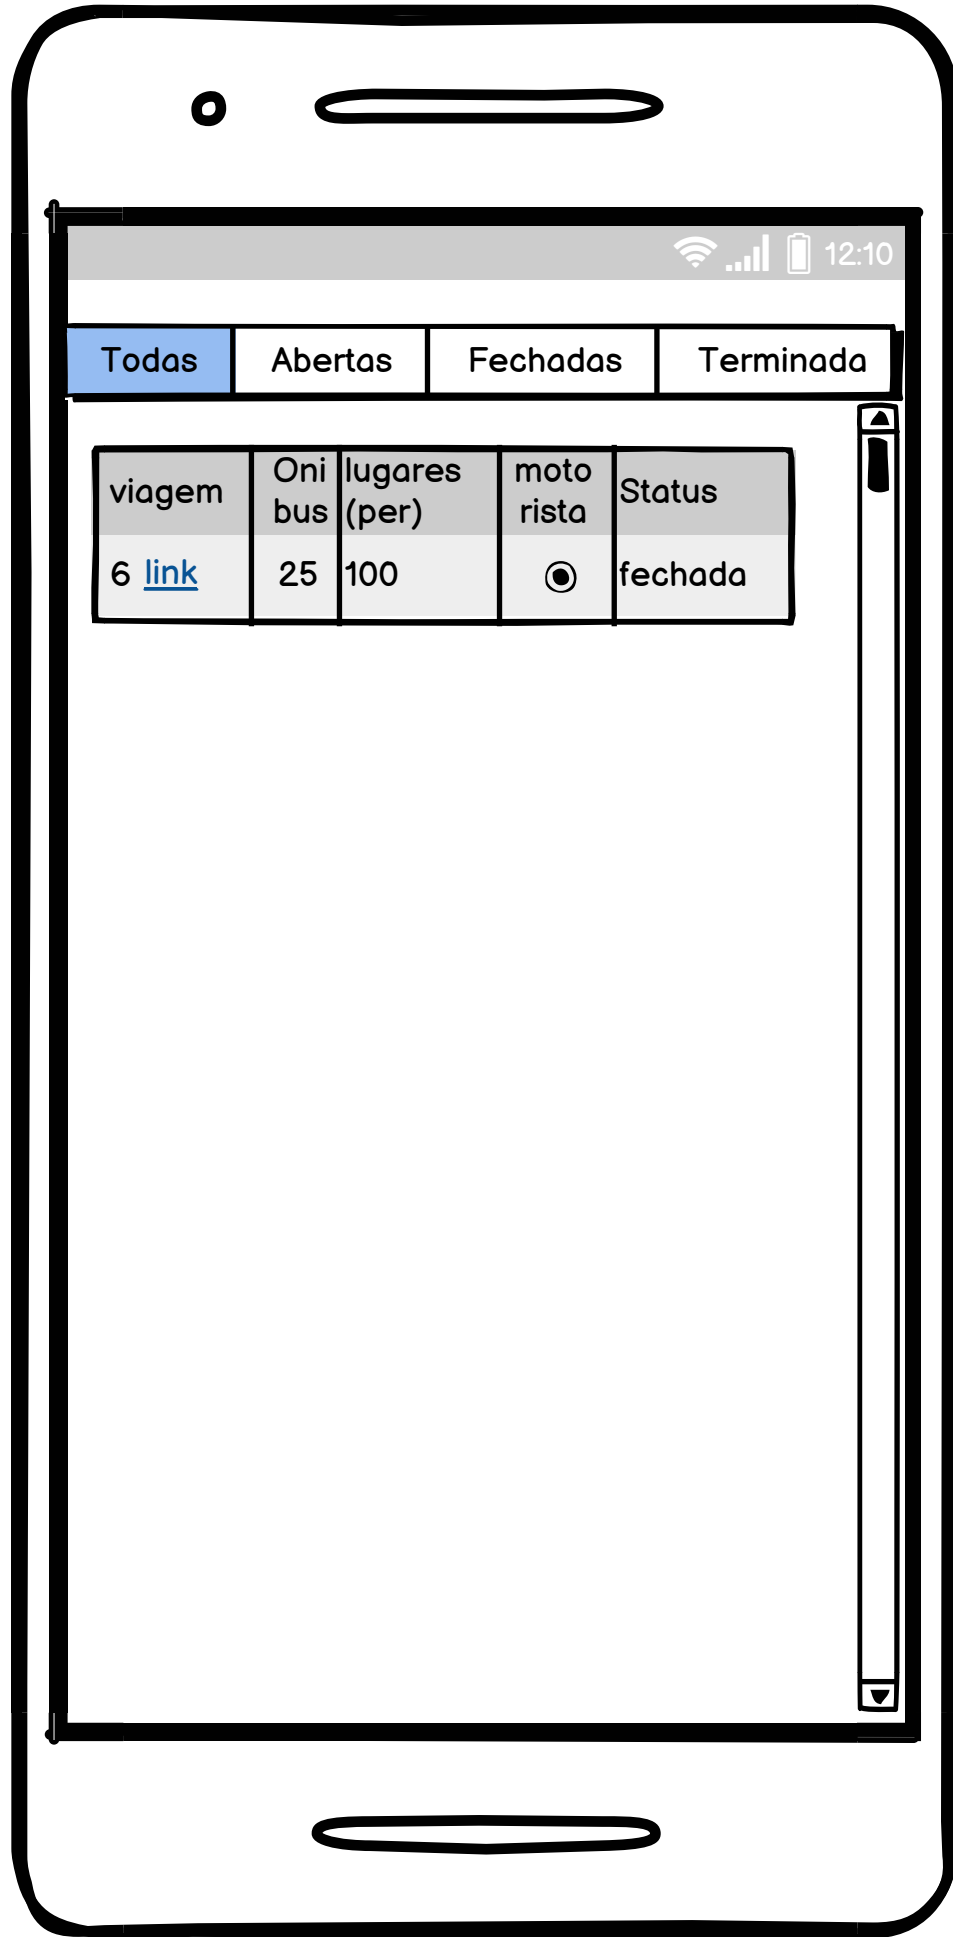 12:10
Todas Abertas Fechadas Terminada
viagem Oni bus lugares (per) moto rista Status
6 link 25 100 fechada